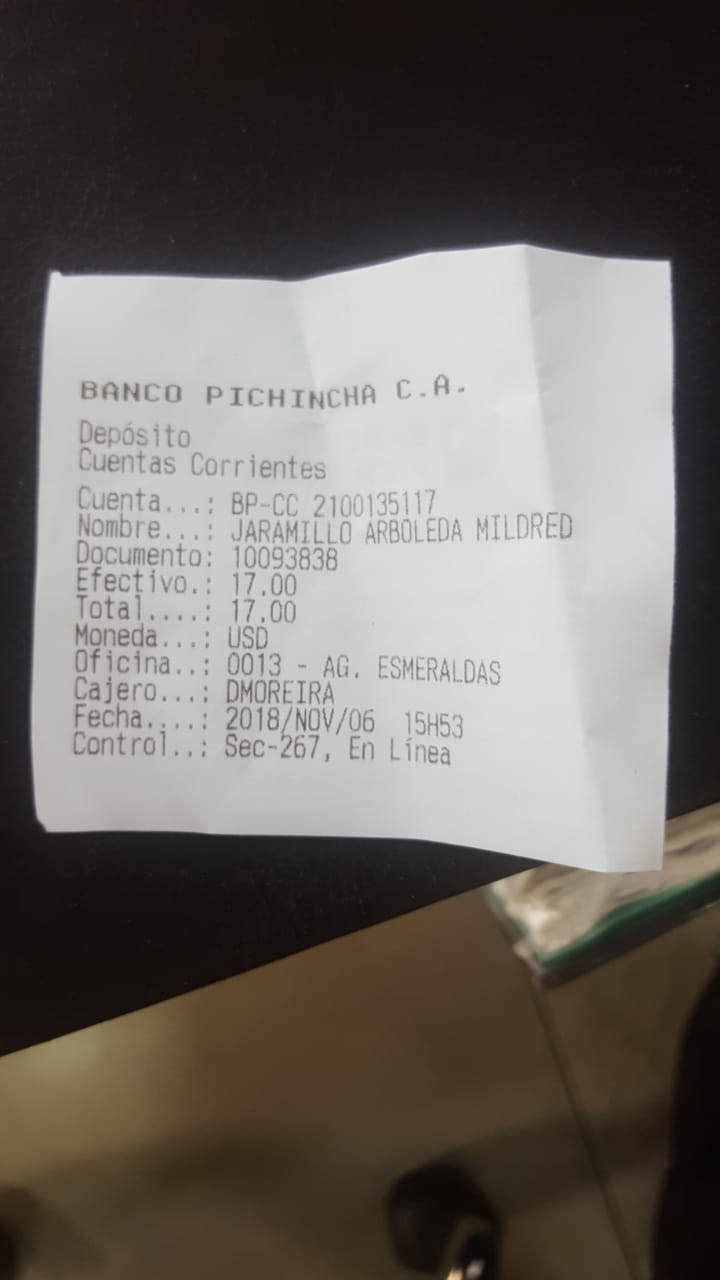 BANCO PICHINCHA C.A.
Depósito
Cuentas Corrientes
Cuenta...: BP-CC 2100135117
Nombre...: JARAMILLO ARBOLEDA MILDRED
Documento: 10093838
Efectivo.: 17.00
Total....: 17.00
Moneda...: USD
Oficina..: 0013 - AG. ESMERALDAS
Cajero...: DMOREIRA
Fecha....: 2018/NOV/06 15H53
Control..: Sec-267, En Línea